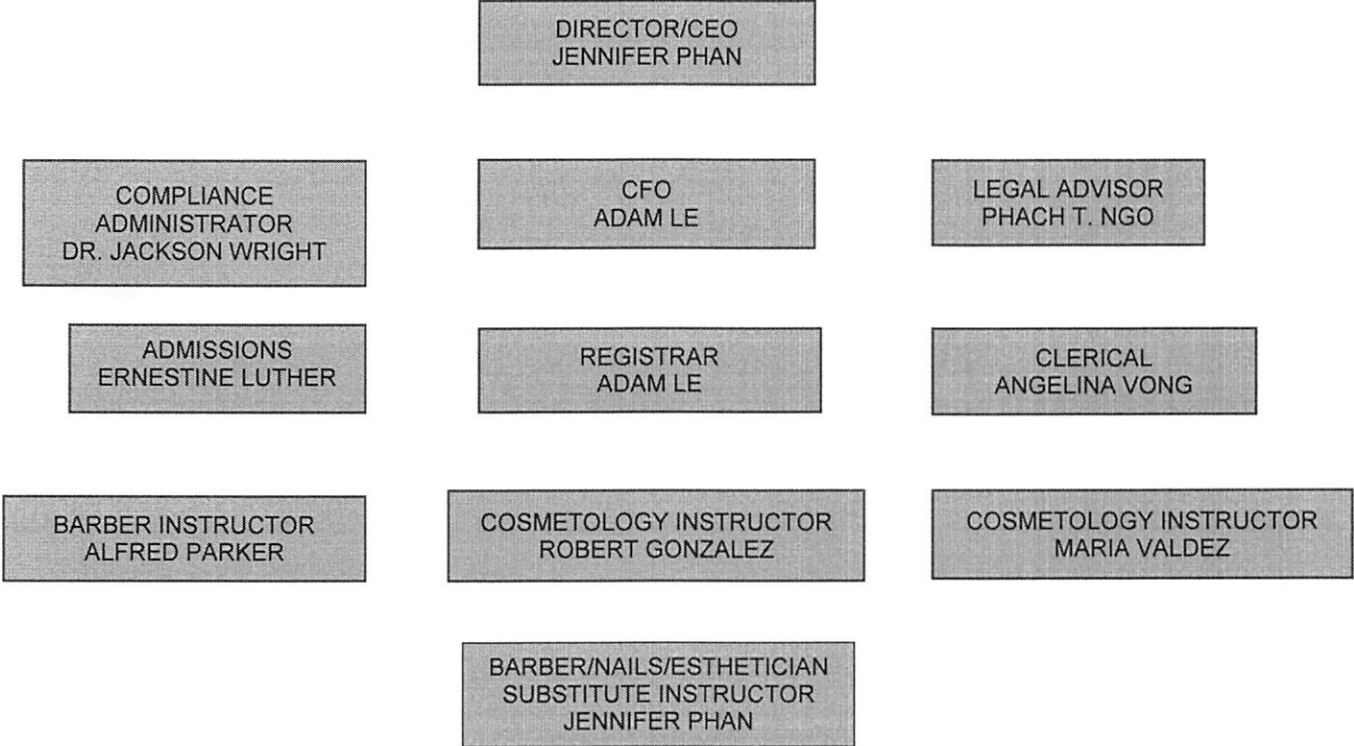 DIRECTOR/CEO
JENNIFER PHAN
COMPLIANCE
ADMINISTRATOR
DR. JACKSON WRIGHT
CFO
ADAM LE
LEGAL ADVISOR
PHACH T. NGO
ADMISSIONS
ERNESTINE LUTHER
REGISTRAR
ADAM LE
CLERICAL
ANGELINA VONG
BARBER INSTRUCTOR
ALFRED PARKER
COSMETOLOGY INSTRUCTOR
ROBERT GONZALEZ
COSMETOLOGY INSTRUCTOR
MARIA VALDEZ
BARBER/NAILS/ESTHETICIAN
SUBSTITUTE INSTRUCTOR
JENNIFER PHAN